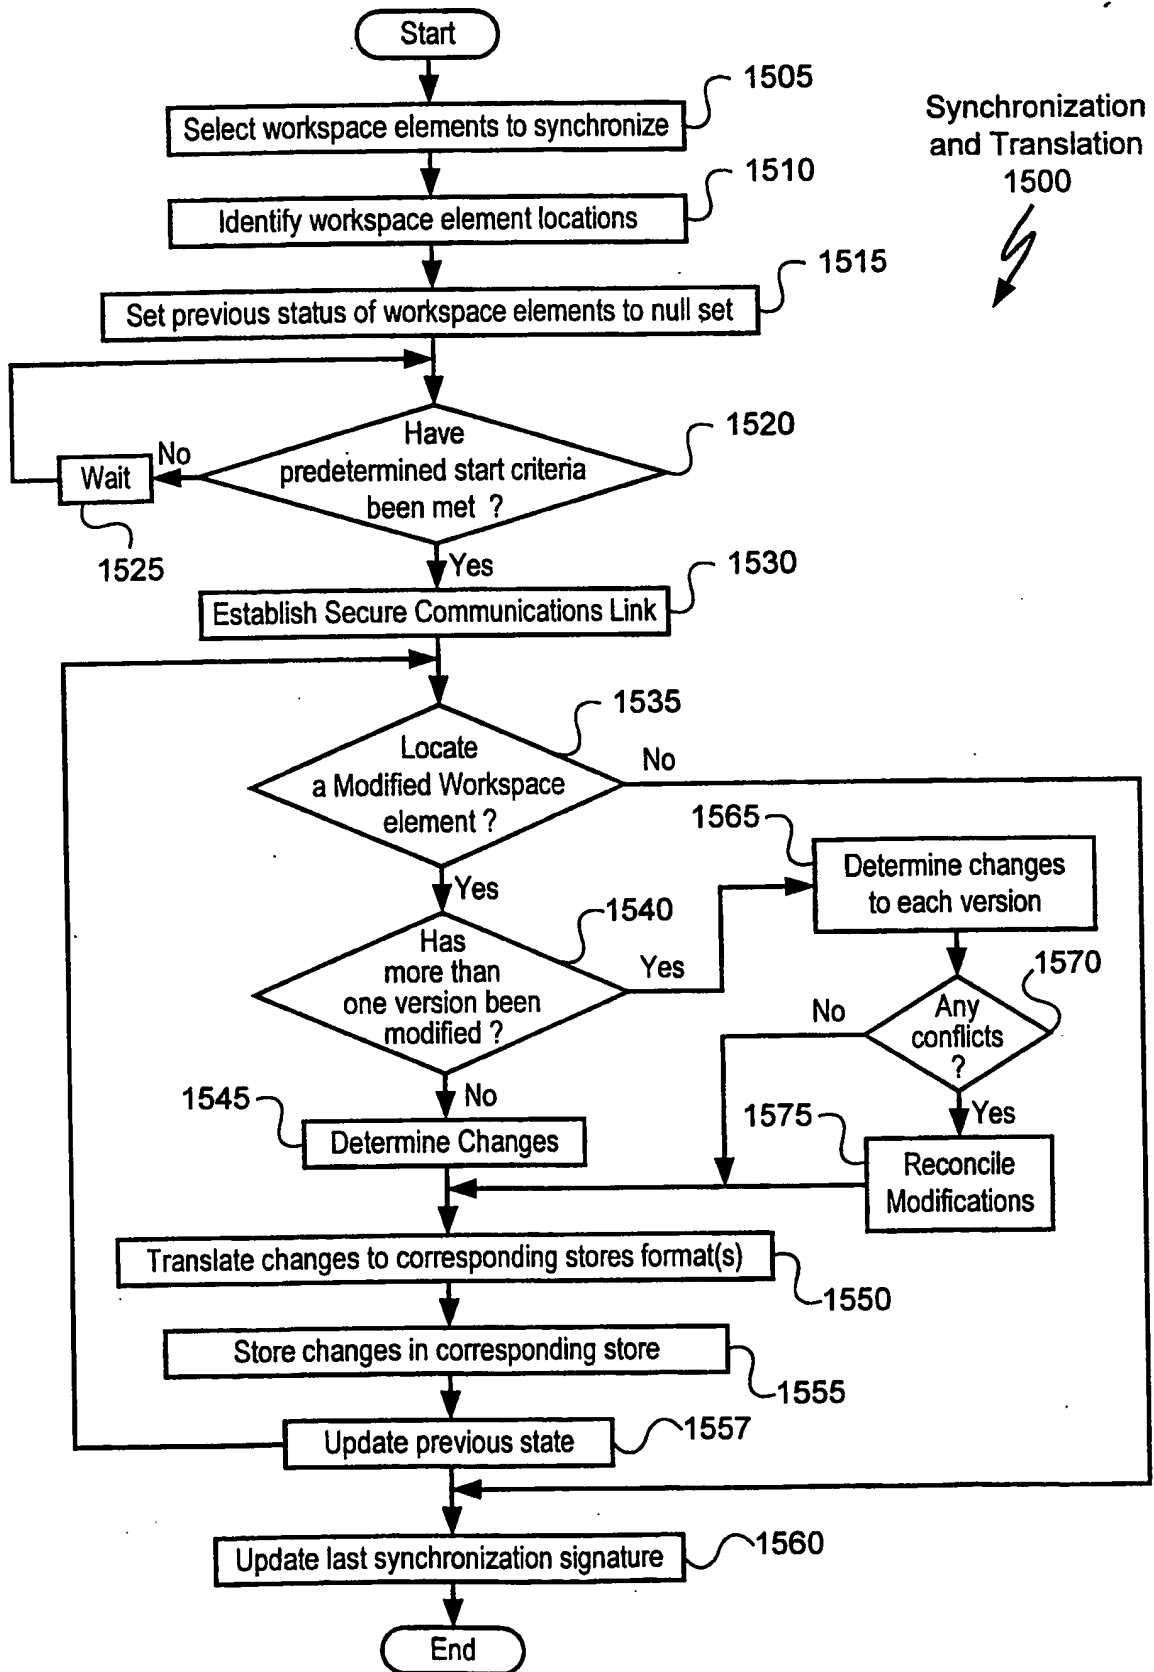 Start
1505
Select workspace elements to synchronize
Synchronization
and Translation
1500
1510
Identify workspace element locations
1515
Set previous status of workspace elements to null set
1520
Have
predetermined start criteria
been met ?
No
Wait
1525
Yes
1530
Establish Secure Communications Link
1535
Locate
a Modified Workspace
element ?
No
Yes
1565
Determine changes
to each version
1540
Has
more than
one version been
modified ?
Yes
1570
Any
conflicts
?
No
No
1545
Determine Changes
Yes
1575
Reconcile
Modifications
Translate changes to corresponding stores format(s)
1550
Store changes in corresponding store
1555
Update previous state
1557
Update last synchronization signature
1560
End